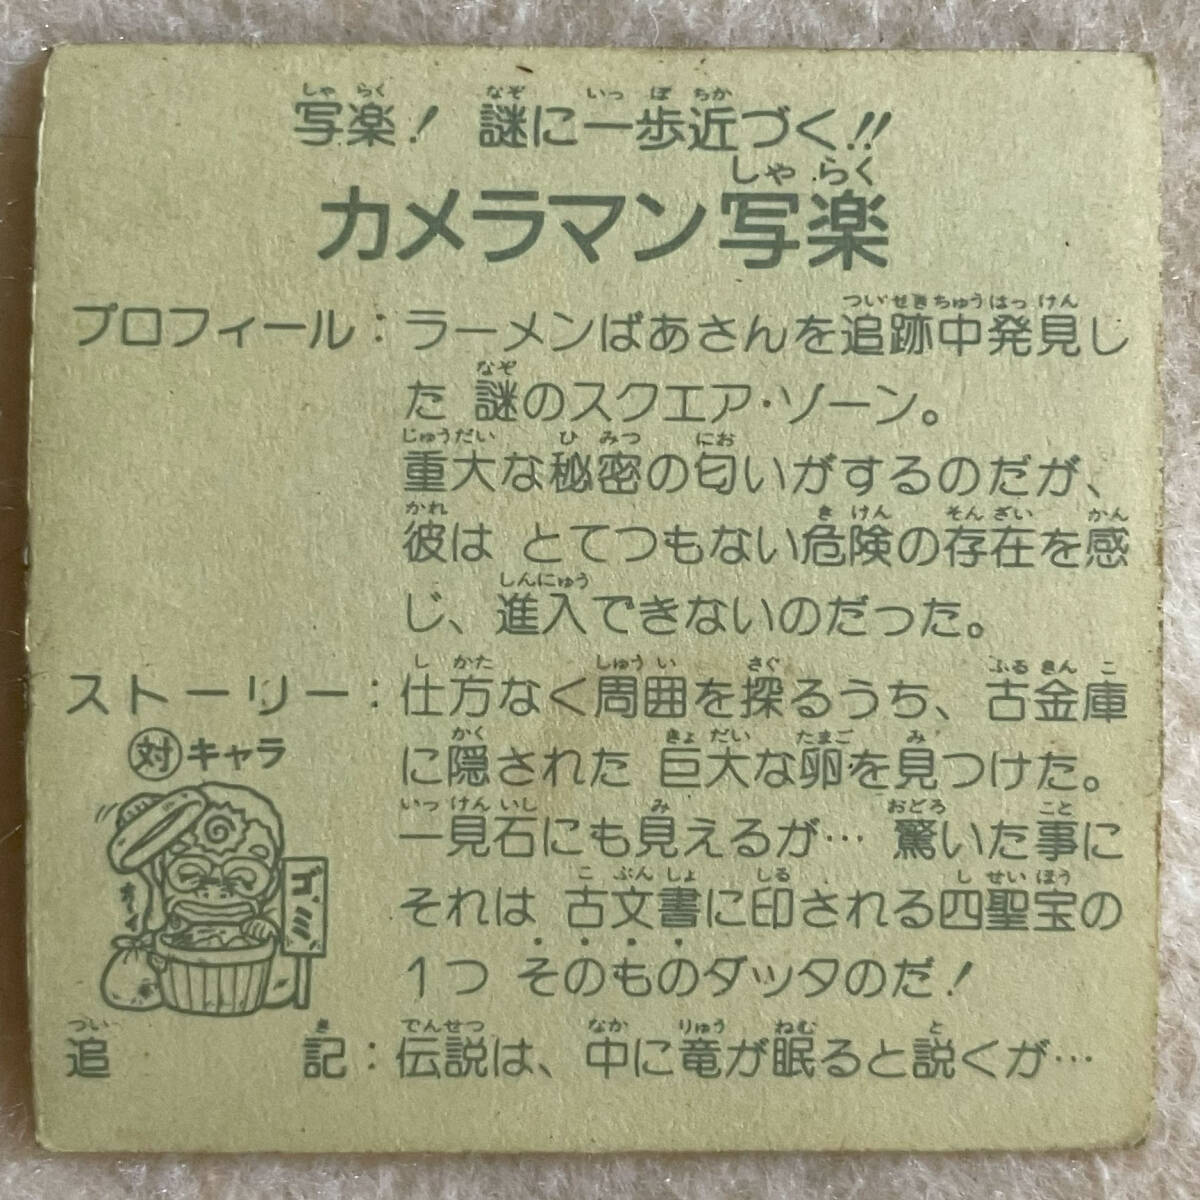 写楽! 謎に一歩近づく!!
カメラマン写楽
プロフィール:ラーメンばあさんを追跡中発見し
た 謎のスクエア・ゾーン。
重大な秘密の匂いがするのだが、
彼は とてつもない危険の存在を感
じ、進入できないのだった。
ストーリー:仕方なく周囲を探るうち、古金庫
に隠された 巨大な卵を見つけた。
一見石にも見えるが… 驚いた事に
それは 古文書に印される四聖宝の
1つ そのものダッタのだ!
対キャラ
ゴミ
追記:伝説は、中に竜が眠ると説くが…